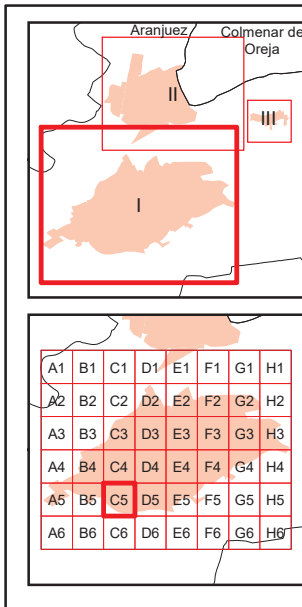 Aranjuez Colmenar de
Oreja
II
III
I
A1 B1 C1 D1 E1 F1 G1 H1
A2 B2 C2 D2 E2 F2 G2 H2
A3 B3 C3 D3 E3 F3 G3 H3
A4 B4 C4 D4 E4 F4 G4 H4
A5 B5 C5 D5 E5 F5 G5 H5
A6 B6 C6 D6 E6 F6 G6 H6